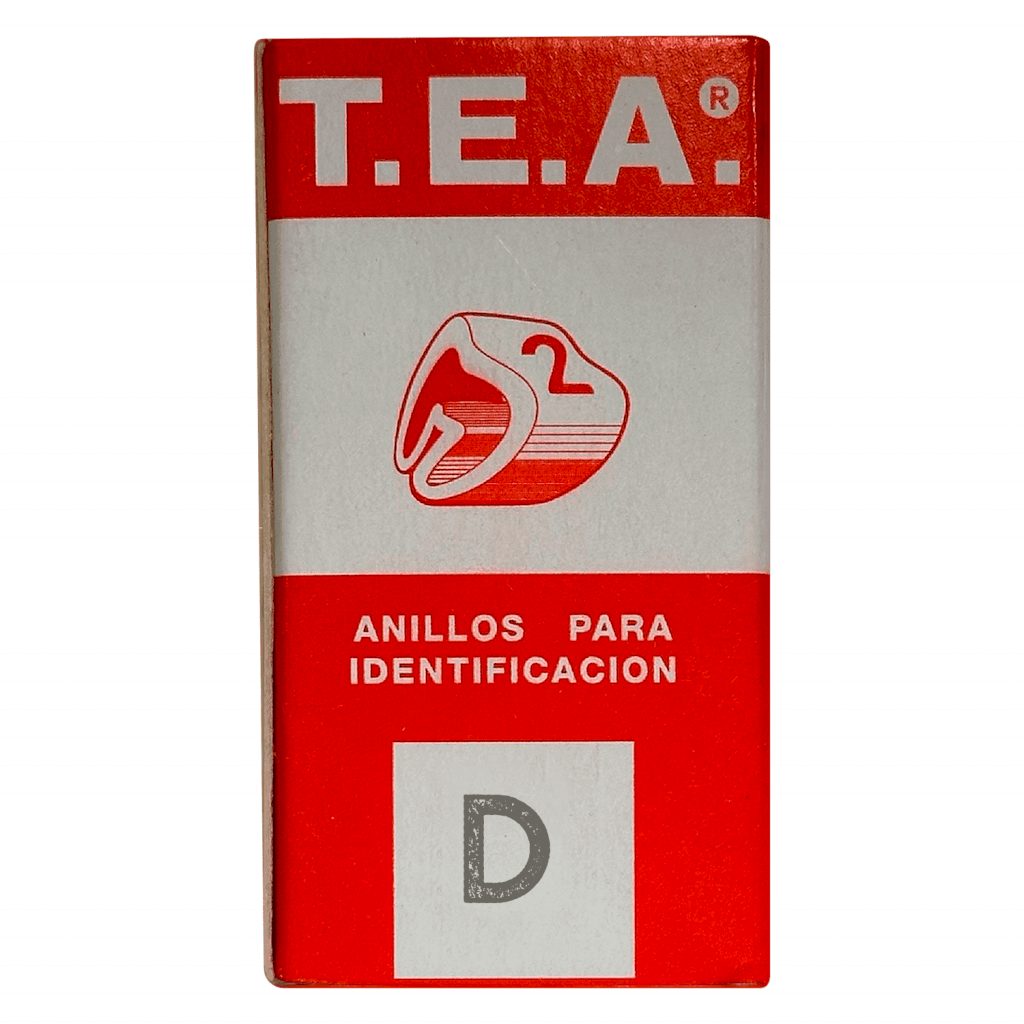 T.E.A.®
2
ANILLOS PARA
IDENTIFICACION
D